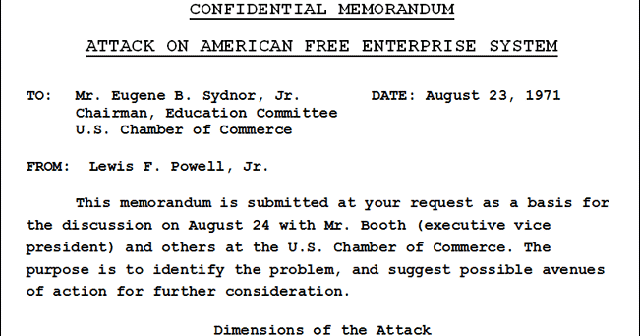 CONFIDENTIAL MEMORANDUM
ATTACK ON AMERICAN FREE ENTERPRISE SYSTEM
TO: Mr. Eugene B. Sydnor, Jr. DATE: August 23, 1971
Chairman, Education Committee
U.S. Chamber of Commerce
FROM: Lewis F. Powell, Jr.
This memorandum is submitted at your request as a basis for
the discussion on August 24 with Mr. Booth (executive vice
president) and others at the U.S. Chamber of Commerce. The
purpose is to identify the problem, and suggest possible avenues
of action for further consideration.
Dimensions of the Attack